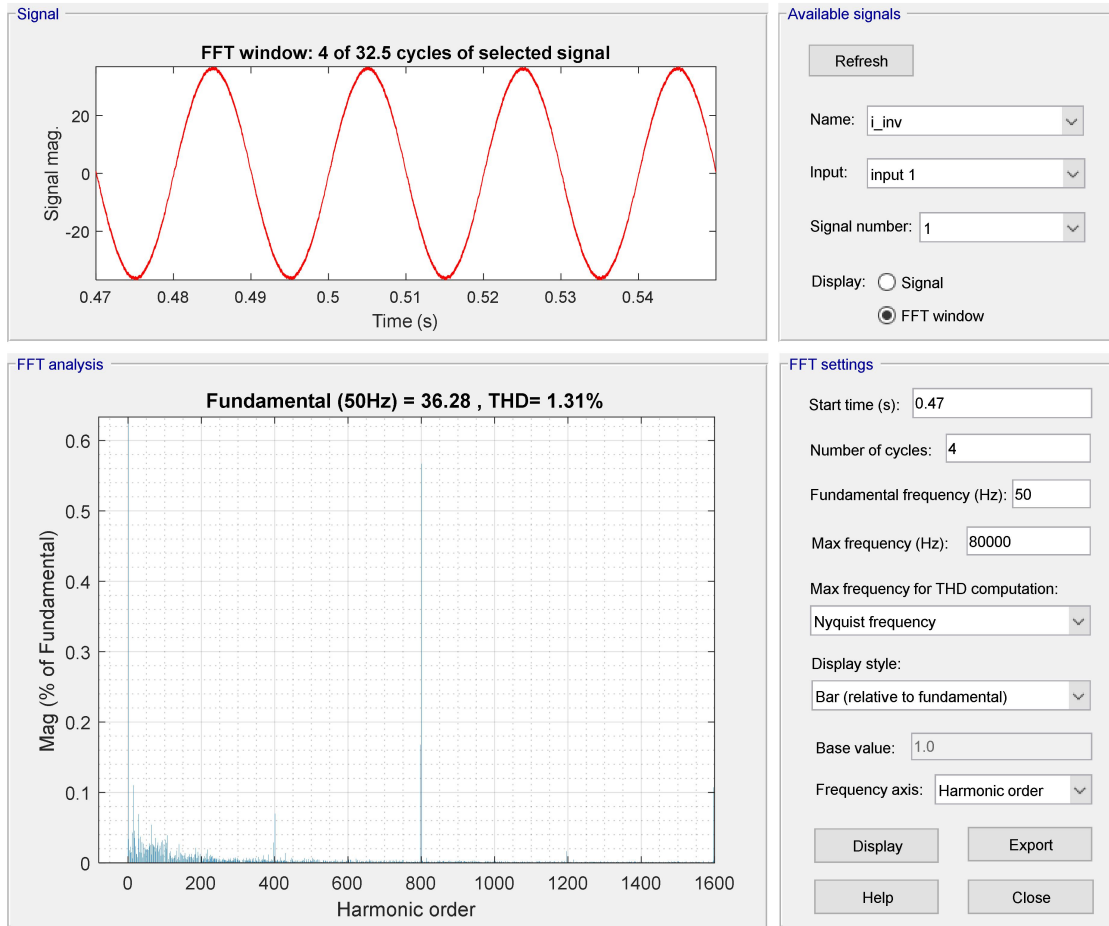 Signal
FFT window: 4 of 32.5 cycles of selected signal
Signal mag.
20
0
-20
0.47
0.48
0.49
0.5
0.51
0.52
0.53
0.54
Time (s)
Available signals
Refresh
Name: i_inv
Input: input 1
Signal number: 1
Display: Signal
FFT window
FFT analysis
Fundamental (50Hz) = 36.28 , THD= 1.31%
Mag (% of Fundamental)
0.6
0.5
0.4
0.3
0.2
0.1
0
0
200
400
600
800
1000
1200
1400
1600
Harmonic order
FFT settings
Start time (s): 0.47
Number of cycles: 4
Fundamental frequency (Hz): 50
Max frequency (Hz): 80000
Max frequency for THD computation:
Nyquist frequency
Display style:
Bar (relative to fundamental)
Base value: 1.0
Frequency axis: Harmonic order
Display
Export
Help
Close